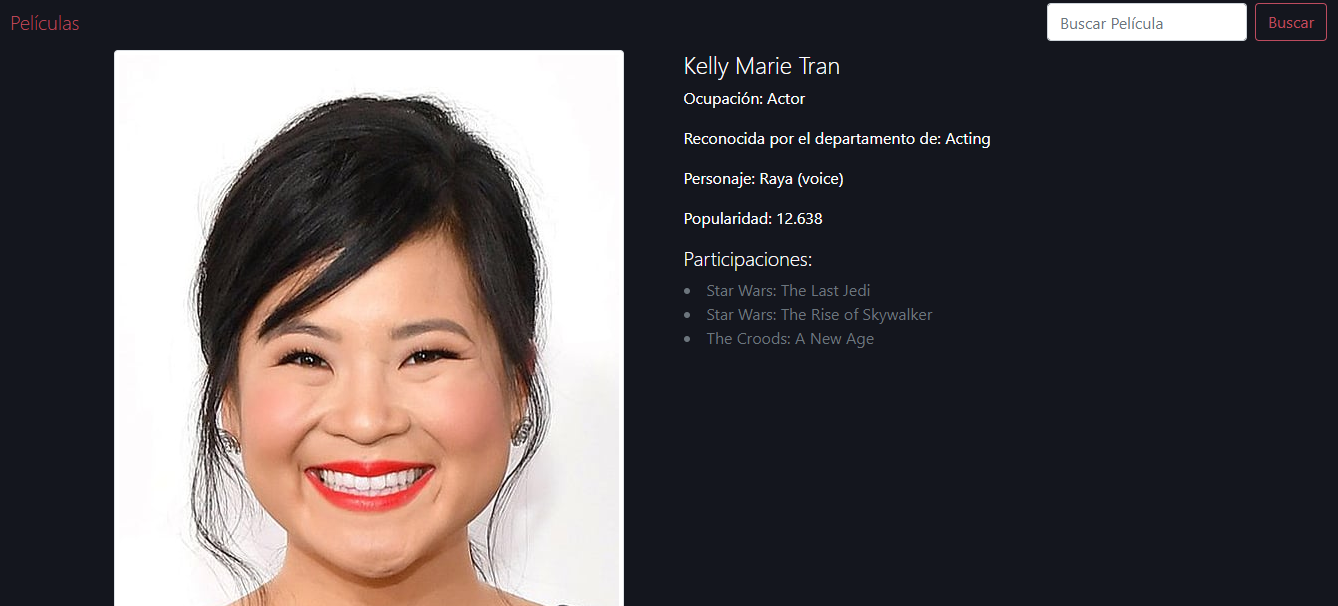 Películas
Buscar Película
Buscar
Kelly Marie Tran
Ocupación: Actor
Reconocida por el departamento de: Acting
Personaje: Raya (voice)
Popularidad: 12.638
Participaciones:
Star Wars: The Last Jedi
Star Wars: The Rise of Skywalker
The Croods: A New Age